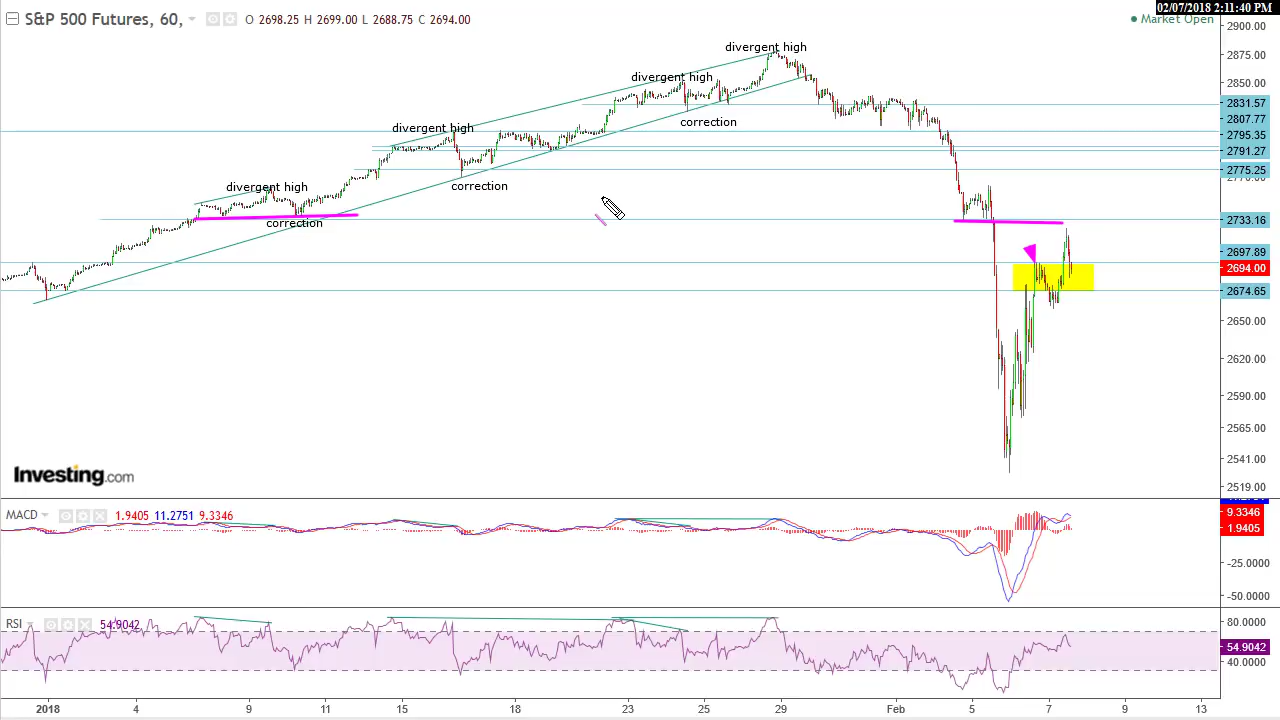 02/07/2018 2:11:40 PM
S&P 500 Futures, 60, O 2698.25 H 2699.00 L 2688.75 C 2694.00
Market Open
2900.00
divergent high
2875.00
divergent high
2850.00
2831.57
correction
2807.77
divergent high
2795.35
2791.27
2775.25
divergent high
correction
correction
2733.16
2697.89
2694.00
2674.65
2650.00
2620.00
2590.00
2565.00
Investing.com
2541.00
2519.00
MACD 1.9405 11.2751 9.3346
9.3346
1.9405
-25.0000
-50.0000
RSI 54.9042
80.0000
54.9042
40.0000
2018 4 9 11 15 18 23 25 29 Feb 5 7 9 13